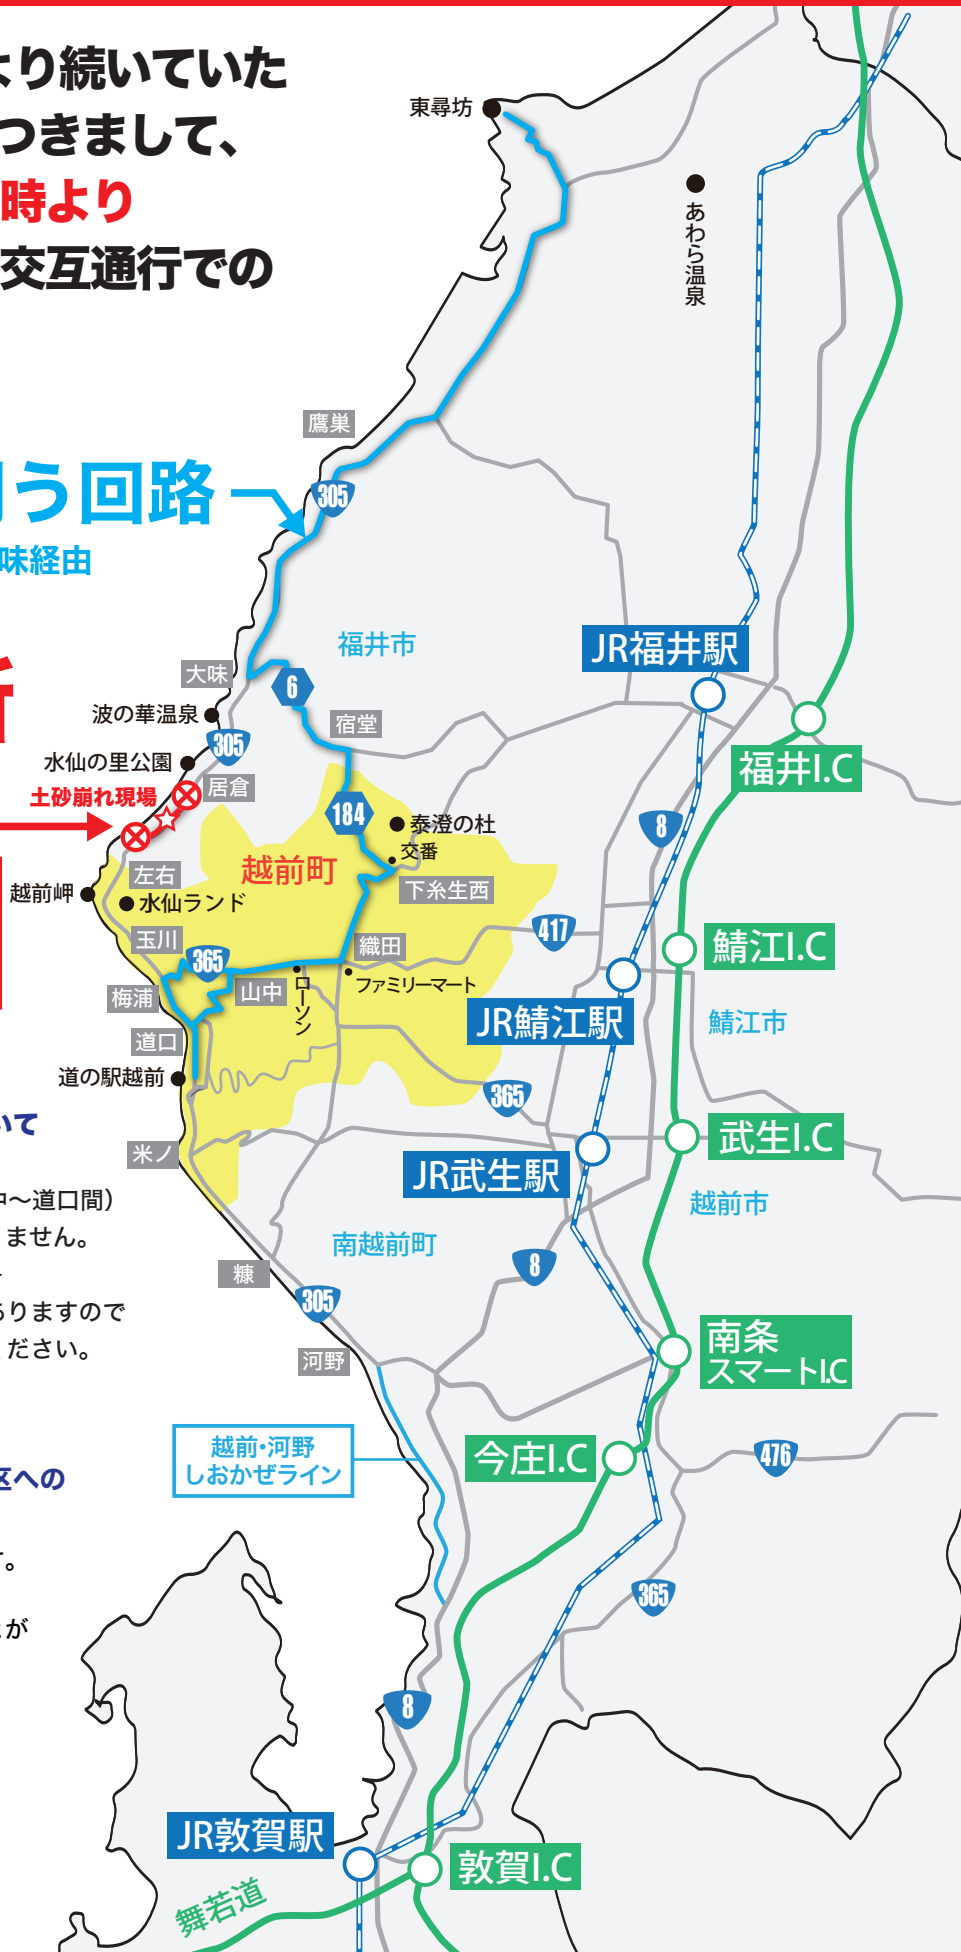 より続いていた
つきまして、
時より
交互通行での
東尋坊
あわら温泉
鷹巣
う回路
305
味経由
福井市
JR福井駅
大味
6
波の華温泉
宿堂
305
水仙の里公園
福井I.C
居倉
土砂崩れ現場
184
8
泰澄の杜
交番
越前町
左右
越前岬
下糸生西
水仙ランド
417
玉川
織田
鯖江I.C
365
山中
ローソン
ファミリーマート
梅浦
JR鯖江駅
鯖江市
道口
道の駅越前
365
いて
武生I.C
米ノ
JR武生駅
中〜道口間）
越前市
ません。
南越前町
8
糠
305
ありますので
ください。
河野
南条
スマートI.C
越前・河野
しおかぜライン
今庄I.C
476
区への
す。
365
が
8
JR敦賀駅
敦賀I.C
舞若道